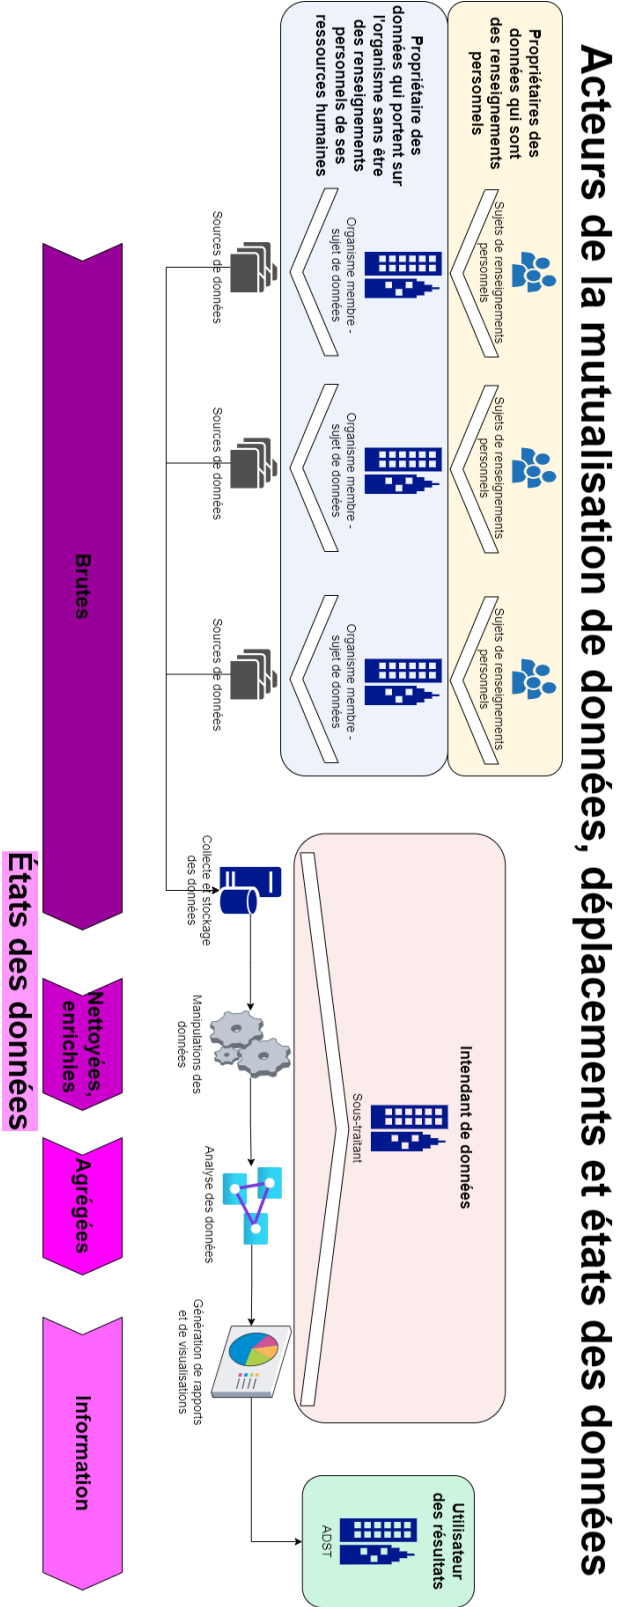 Acteurs de la mutualisation de données, déplacements et états des données
Propriétaires des
données qui sont
des renseignements
personnels
Sujets de renseignements
personnels
Sujets de renseignements
personnels
Sujets de renseignements
personnels
Propriétaire des
données qui portent sur
l'organisme sans être
des renseignements
personnels de ses
ressources humaines
Organisme membre -
sujet de données
Organisme membre -
sujet de données
Organisme membre -
sujet de données
Intendant de données
Sous-traitant
Utilisateur
des résultats
ADST
Sources de données
Sources de données
Sources de données
Collecte et stockage
des données
Manipulations des
données
Analyse des données
Génération de rapports
et de visualisations
Brutes
Nettoyées,
enrichies
Agrégées
Information
États des données